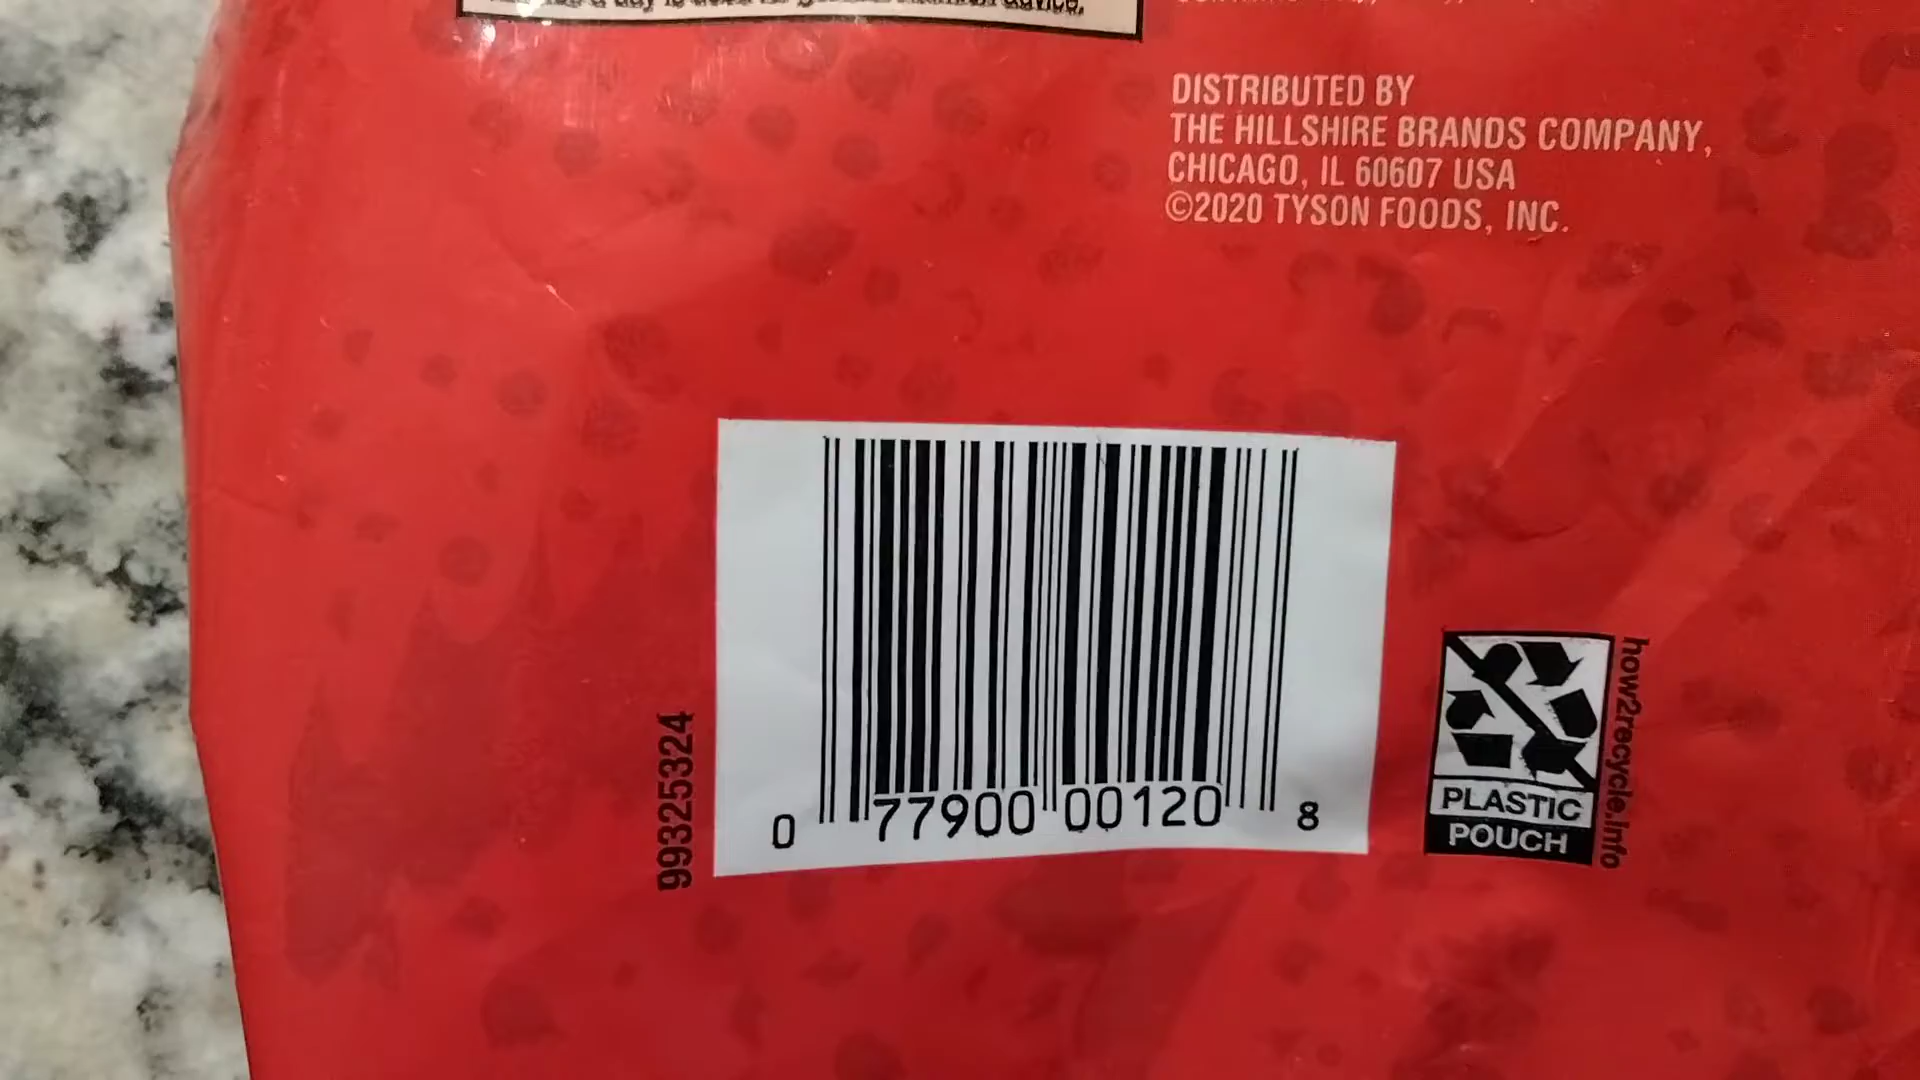 advice.
DISTRIBUTED BY
THE HILLSHIRE BRANDS COMPANY,
CHICAGO, IL 60607 USA
©2020 TYSON FOODS, INC.
99325324
0 77900 00120 8
how2recycle.info
PLASTIC
POUCH